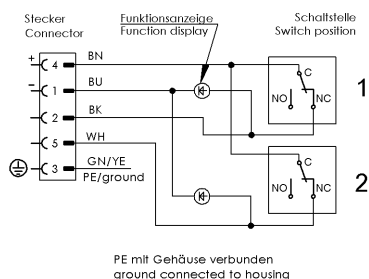 Stecker
Connector
Funktionsanzeige
Function display
Schaltstelle
Switch position
+ 4 BN
− 1 BU
2 BK
5 WH
3 GN/YE
PE/ground
C
NO NC
1
C
NO NC
2
PE mit Gehäuse verbunden
ground connected to housing